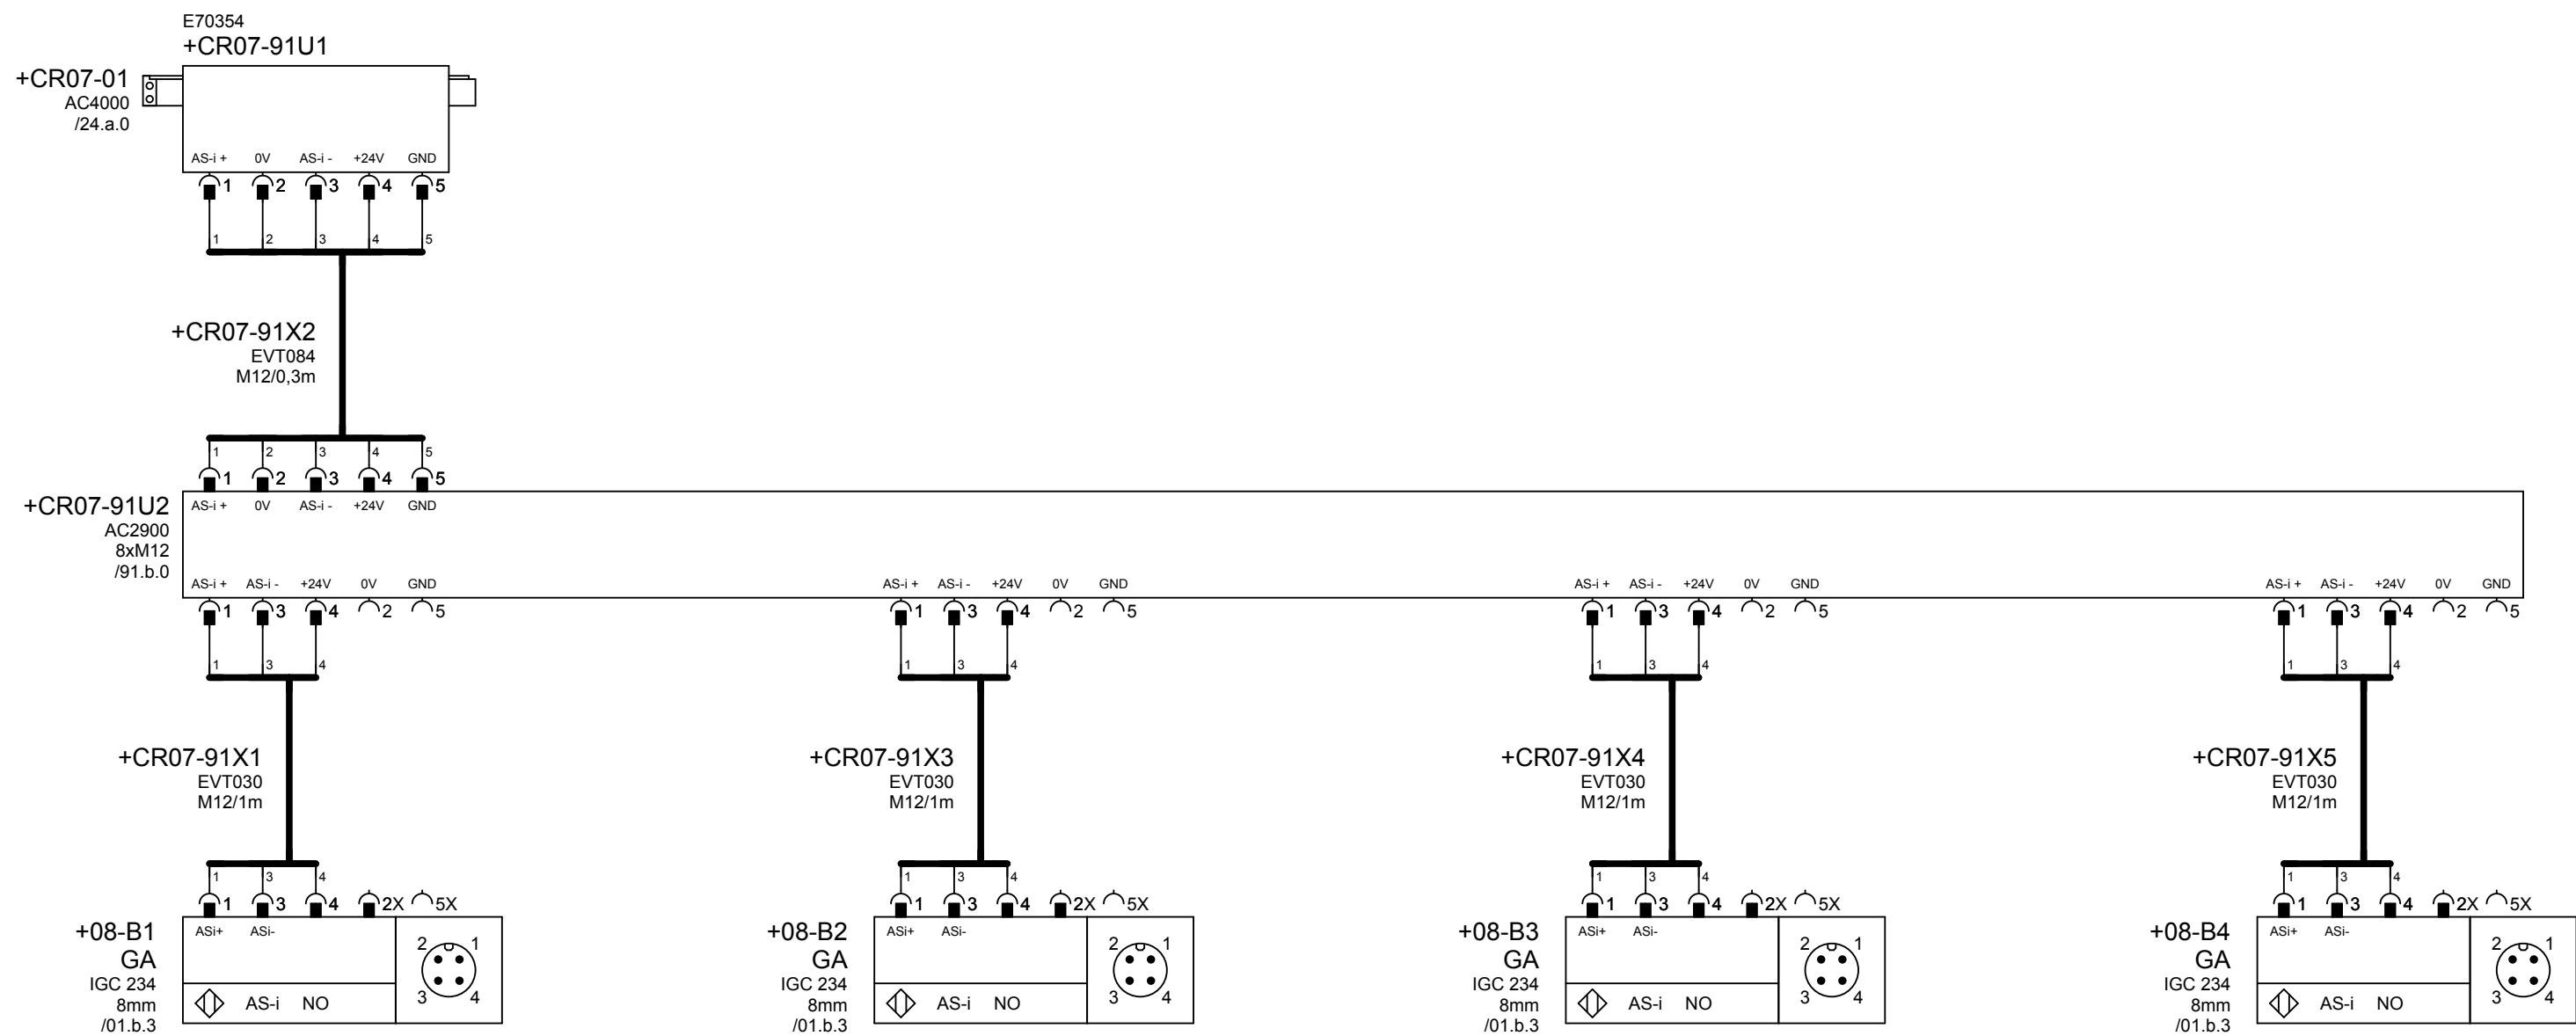 E70354
+CR07-91U1
+CR07-01
AC4000
/24.a.0
AS-i + 0V AS-i - +24V GND
1 2 3 4 5
1 2 3 4 5
+CR07-91X2
EVT084
M12/0,3m
1 2 3 4 5
1 2 3 4 5
+CR07-91U2
AC2900
8xM12
/91.b.0
AS-i + 0V AS-i - +24V GND
AS-i + AS-i - +24V 0V GND AS-i + AS-i - +24V 0V GND AS-i + AS-i - +24V 0V GND AS-i + AS-i - +24V 0V GND
1 3 4 2 5 1 3 4 2 5 1 3 4 2 5 1 3 4 2 5
1 3 4 1 3 4 1 3 4 1 3 4
+CR07-91X1
EVT030
M12/1m
+CR07-91X3
EVT030
M12/1m
+CR07-91X4
EVT030
M12/1m
+CR07-91X5
EVT030
M12/1m
1 3 4 1 3 4 1 3 4 1 3 4
1 3 4 2X 5X 1 3 4 2X 5X 1 3 4 2X 5X 1 3 4 2X 5X
+08-B1
GA
IGC 234
8mm
/01.b.3
ASi+ ASi-
AS-i NO
2 1
3 4
+08-B2
GA
IGC 234
8mm
/01.b.3
ASi+ ASi-
AS-i NO
2 1
3 4
+08-B3
GA
IGC 234
8mm
/01.b.3
ASi+ ASi-
AS-i NO
2 1
3 4
+08-B4
GA
IGC 234
8mm
/01.b.3
ASi+ ASi-
AS-i NO
2 1
3 4